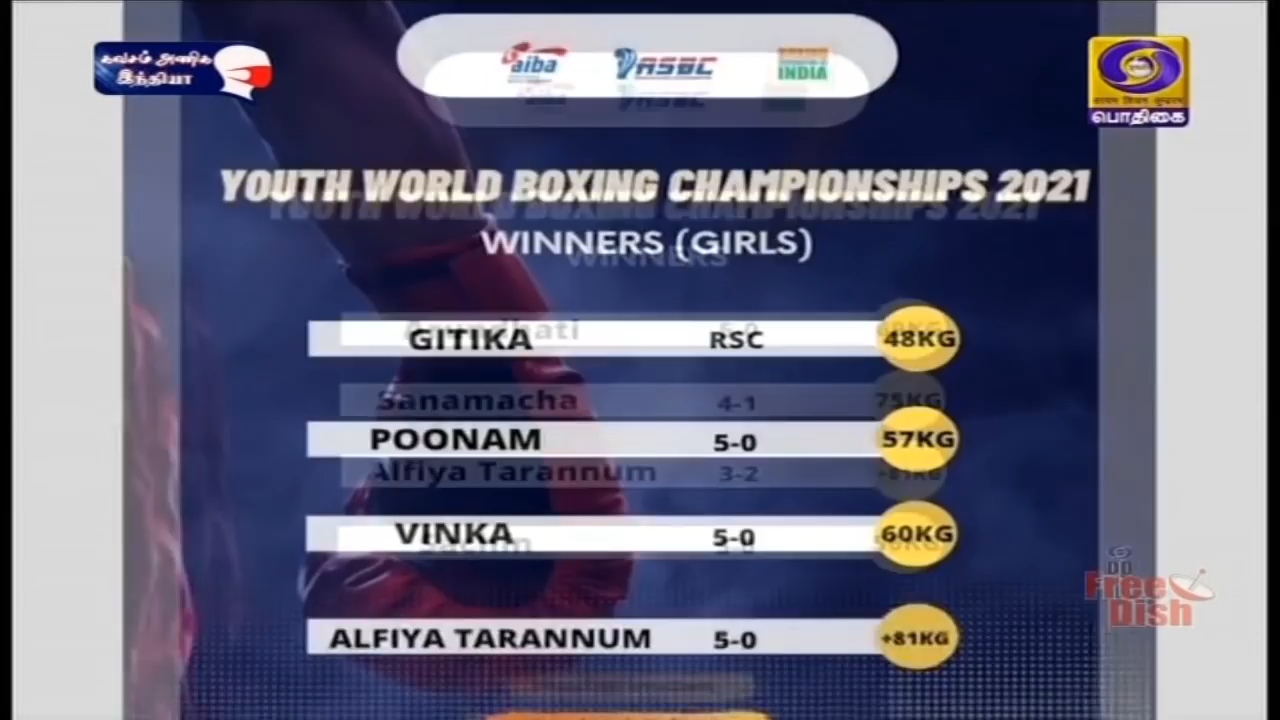 கவசம் அணிக
இந்தியா
aiba
ASBC
INDIA
பொதிகை
YOUTH WORLD BOXING CHAMPIONSHIPS 2021
WINNERS (GIRLS)
WINNERS
GITIKA RSC 48KG
Sanamacha 4-1 75KG
POONAM 5-0 57KG
Alfiya Tarannum 3-2 +81KG
VINKA 5-0 60KG
ALFIYA TARANNUM 5-0 +81KG
DD
Free
Dish